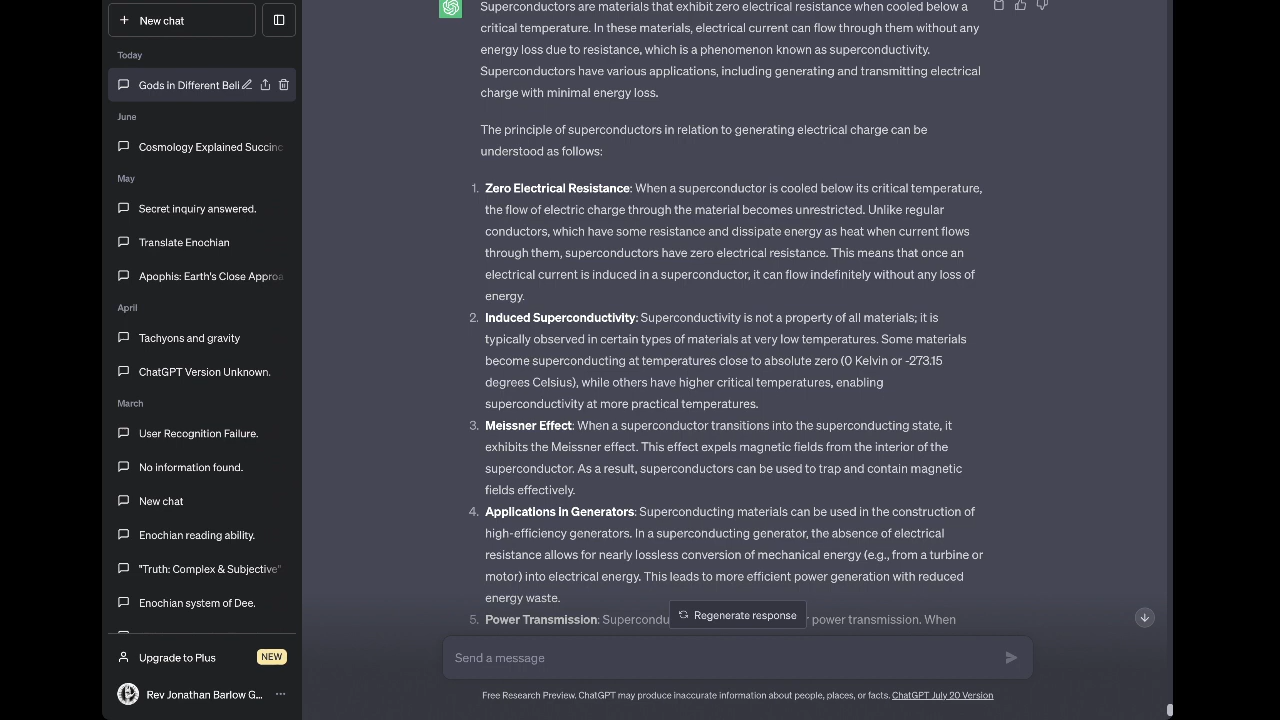 New chat
Today
Gods in Different Beli
June
Cosmology Explained Succinc
May
Secret inquiry answered.
Translate Enochian
Apophis: Earth's Close Approa
April
Tachyons and gravity
ChatGPT Version Unknown.
March
User Recognition Failure.
No information found.
New chat
Enochian reading ability.
"Truth: Complex & Subjective"
Enochian system of Dee.
Upgrade to Plus
NEW
Rev Jonathan Barlow G...
Superconductors are materials that exhibit zero electrical resistance when cooled below a
critical temperature. In these materials, electrical current can flow through them without any
energy loss due to resistance, which is a phenomenon known as superconductivity.
Superconductors have various applications, including generating and transmitting electrical
charge with minimal energy loss.
The principle of superconductors in relation to generating electrical charge can be
understood as follows:
1. Zero Electrical Resistance: When a superconductor is cooled below its critical temperature,
the flow of electric charge through the material becomes unrestricted. Unlike regular
conductors, which have some resistance and dissipate energy as heat when current flows
through them, superconductors have zero electrical resistance. This means that once an
electrical current is induced in a superconductor, it can flow indefinitely without any loss of
energy.
2. Induced Superconductivity: Superconductivity is not a property of all materials; it is
typically observed in certain types of materials at very low temperatures. Some materials
become superconducting at temperatures close to absolute zero (0 Kelvin or -273.15
degrees Celsius), while others have higher critical temperatures, enabling
superconductivity at more practical temperatures.
3. Meissner Effect: When a superconductor transitions into the superconducting state, it
exhibits the Meissner effect. This effect expels magnetic fields from the interior of the
superconductor. As a result, superconductors can be used to trap and contain magnetic
fields effectively.
4. Applications in Generators: Superconducting materials can be used in the construction of
high-efficiency generators. In a superconducting generator, the absence of electrical
resistance allows for nearly lossless conversion of mechanical energy (e.g., from a turbine or
motor) into electrical energy. This leads to more efficient power generation with reduced
energy waste.
5. Power Transmission: Supercondu
power transmission. When
Regenerate response
Send a message
Free Research Preview. ChatGPT may produce inaccurate information about people, places, or facts. ChatGPT July 20 Version